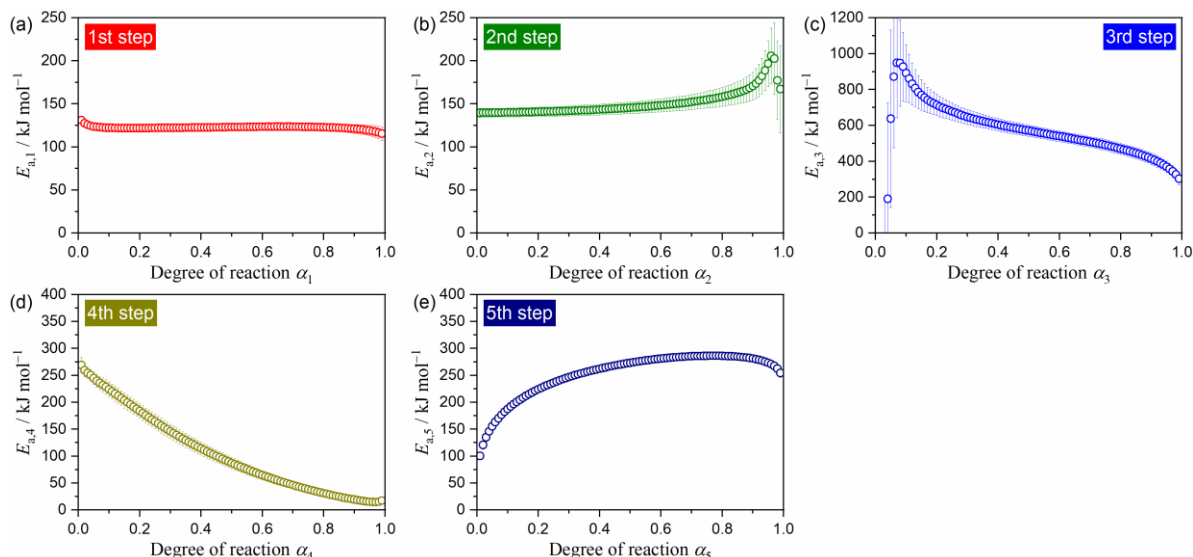 (a)
1st step
250
200
150
100
50
0
Ea,1 / kJ mol−1
0.0 0.2 0.4 0.6 0.8 1.0
Degree of reaction α1
(b)
2nd step
250
200
150
100
50
0
Ea,2 / kJ mol−1
0.0 0.2 0.4 0.6 0.8 1.0
Degree of reaction α2
(c)
3rd step
1200
1000
800
600
400
200
0
Ea,3 / kJ mol−1
0.0 0.2 0.4 0.6 0.8 1.0
Degree of reaction α3
(d)
4th step
400
350
300
250
200
150
100
50
0
Ea,4 / kJ mol−1
0.0 0.2 0.4 0.6 0.8 1.0
Degree of reaction α4
(e)
5th step
400
350
300
250
200
150
100
50
0
Ea,5 / kJ mol−1
0.0 0.2 0.4 0.6 0.8 1.0
Degree of reaction α5